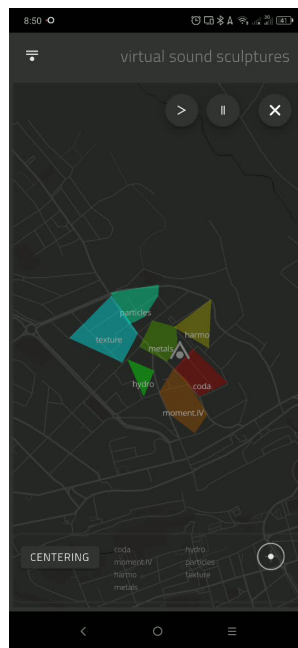 8:50
41
virtual sound sculptures
particles
texture
harmo
metals
hydro
coda
moment.IV
CENTERING
coda
moment.IV
harmo
metals
hydro
particles
texture